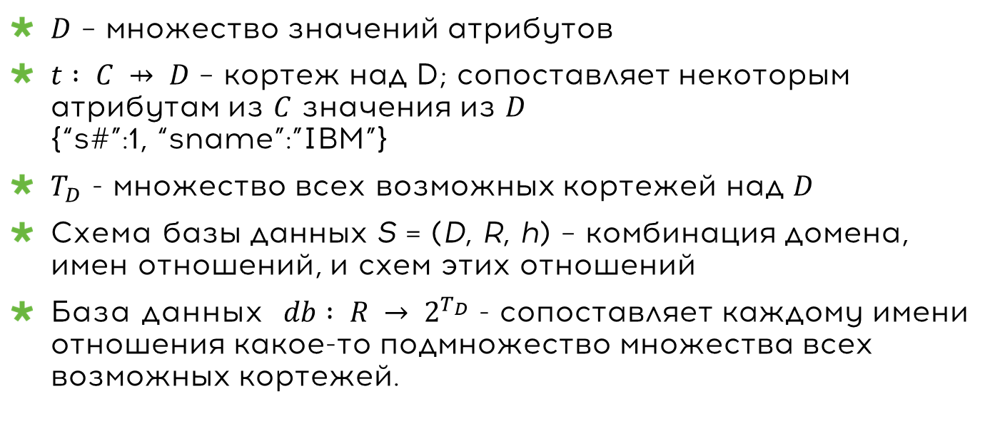 * D – множество значений атрибутов
* t : C ⇸ D – кортеж над D; сопоставляет некоторым
атрибутам из C значения из D
{“s#”:1, “sname”:”IBM”}
* T_D - множество всех возможных кортежей над D
* Схема базы данных S = (D, R, h) – комбинация домена,
имен отношений, и схем этих отношений
* База данных db : R → 2^{T_D} - сопоставляет каждому имени
отношения какое-то подмножество множества всех
возможных кортежей.